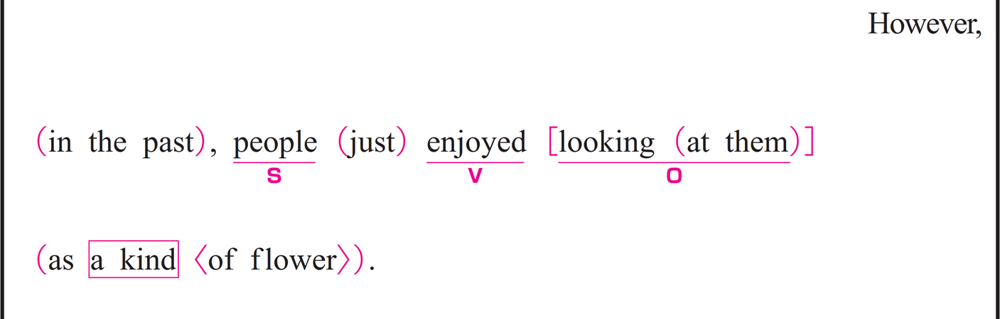 However,
(in the past), people (just) enjoyed [looking (at them)]
S V O
(as a kind 〈of flower〉).